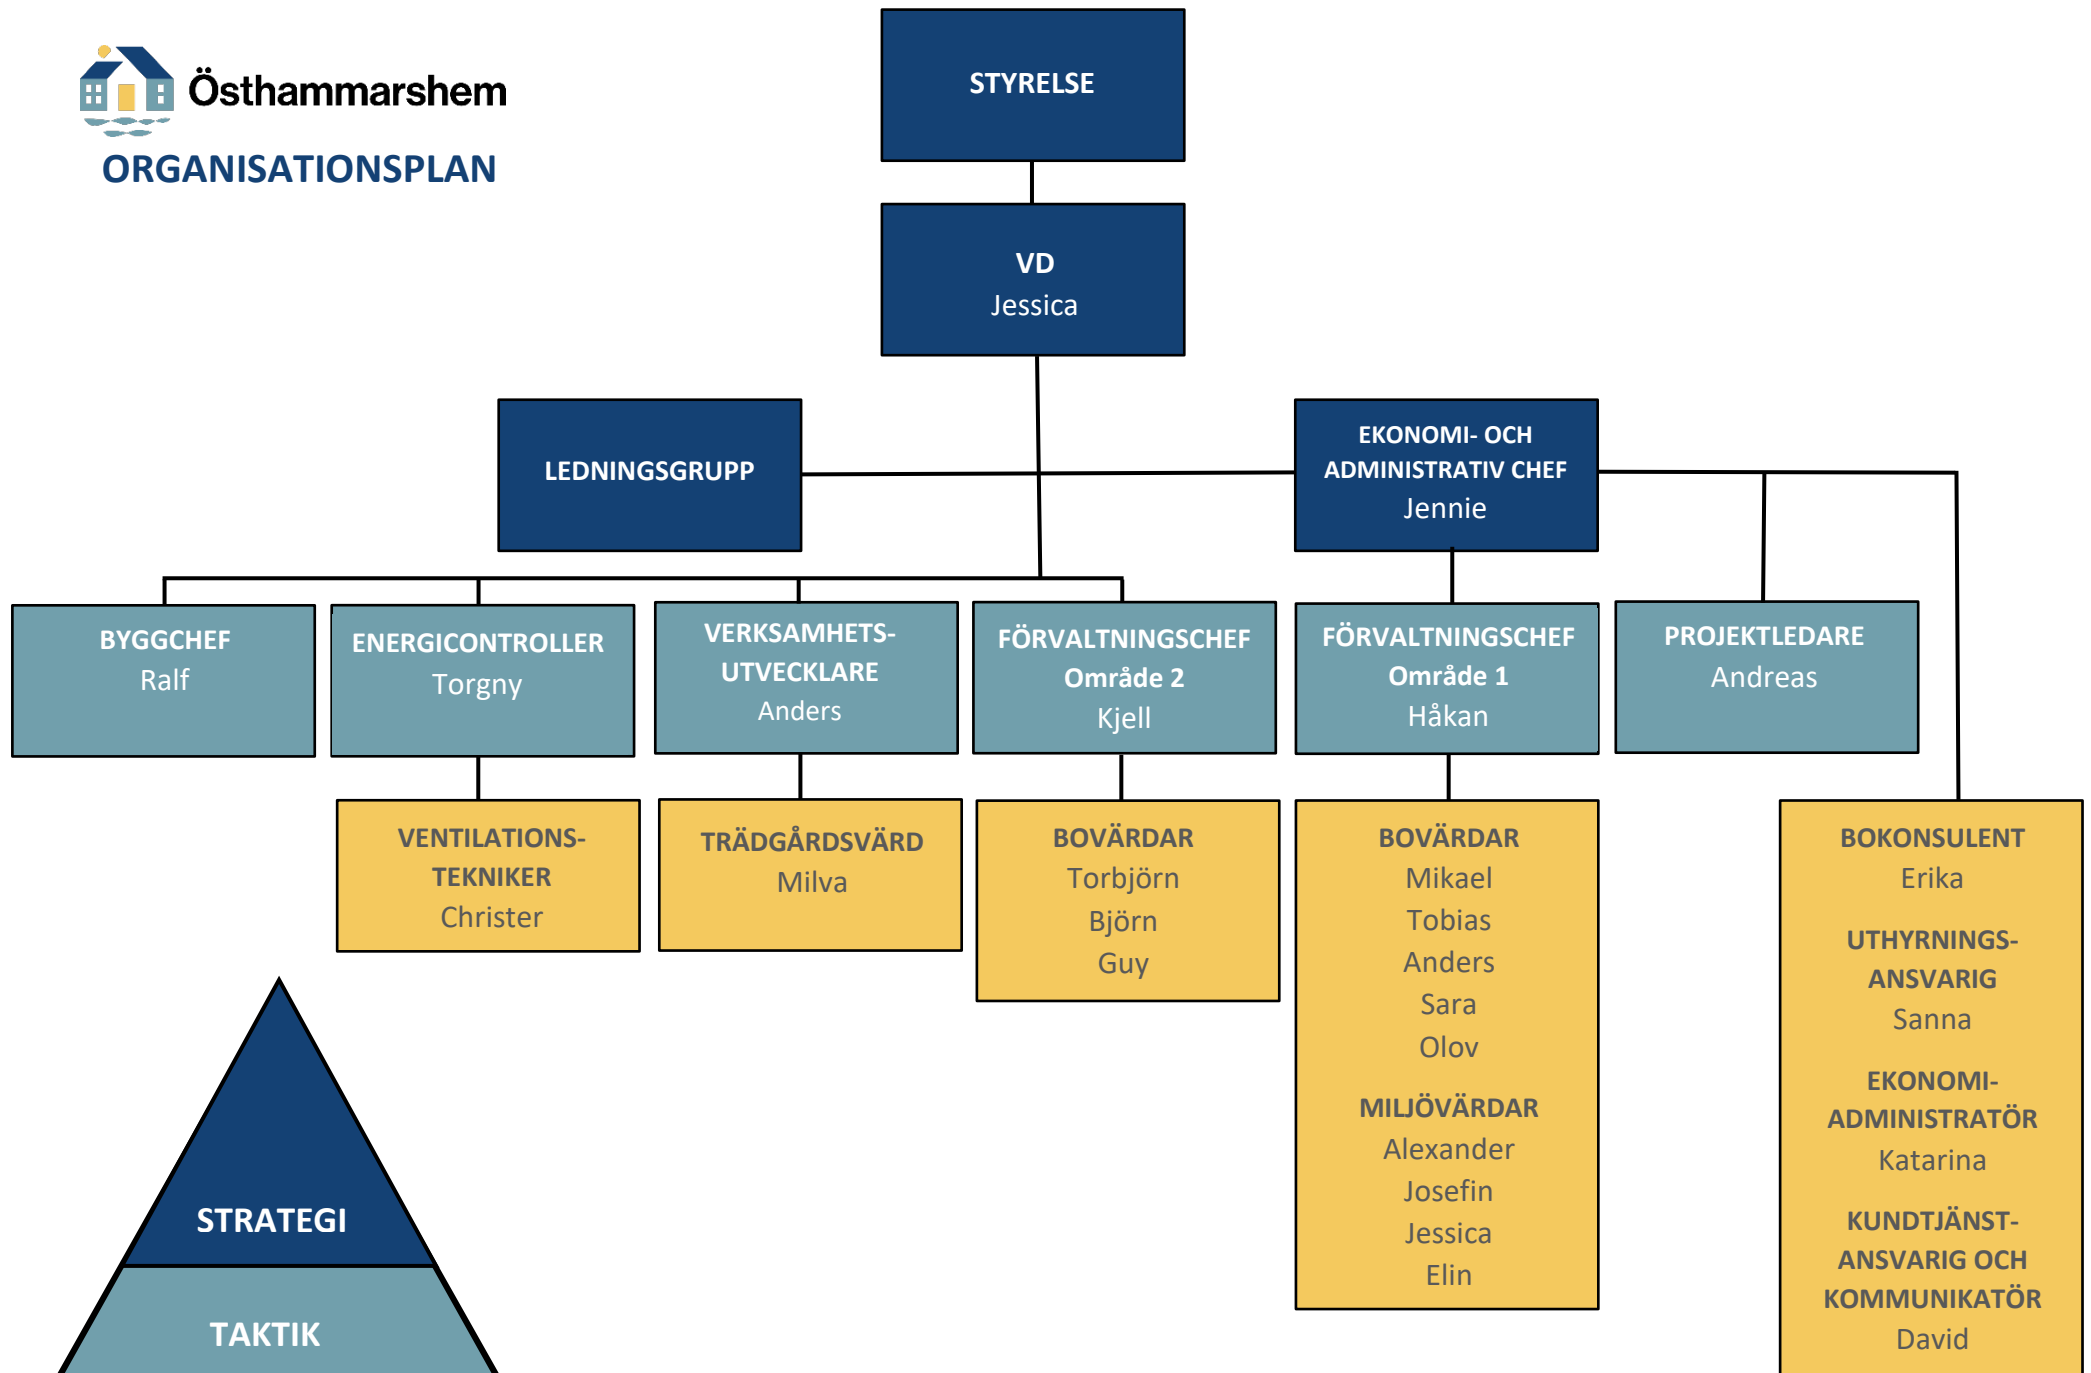 Östhammarshem
ORGANISATIONSPLAN
STYRELSE
VD
Jessica
LEDNINGSGRUPP
EKONOMI- OCH
ADMINISTRATIV CHEF
Jennie
BYGGCHEF
Ralf
ENERGICONTROLLER
Torgny
VERKSAMHETS-
UTVECKLARE
Anders
FÖRVALTNINGSCHEF
Område 2
Kjell
FÖRVALTNINGSCHEF
Område 1
Håkan
PROJEKTLEDARE
Andreas
VENTILATIONS-
TEKNIKER
Christer
TRÄDGÅRDSVÄRD
Milva
BOVÄRDAR
Torbjörn
Björn
Guy
BOVÄRDAR
Mikael
Tobias
Anders
Sara
Olov
MILJÖVÄRDAR
Alexander
Josefin
Jessica
Elin
BOKONSULENT
Erika
UTHYRNINGS-
ANSVARIG
Sanna
EKONOMI-
ADMINISTRATÖR
Katarina
KUNDTJÄNST-
ANSVARIG OCH
KOMMUNIKATÖR
David
STRATEGI
TAKTIK